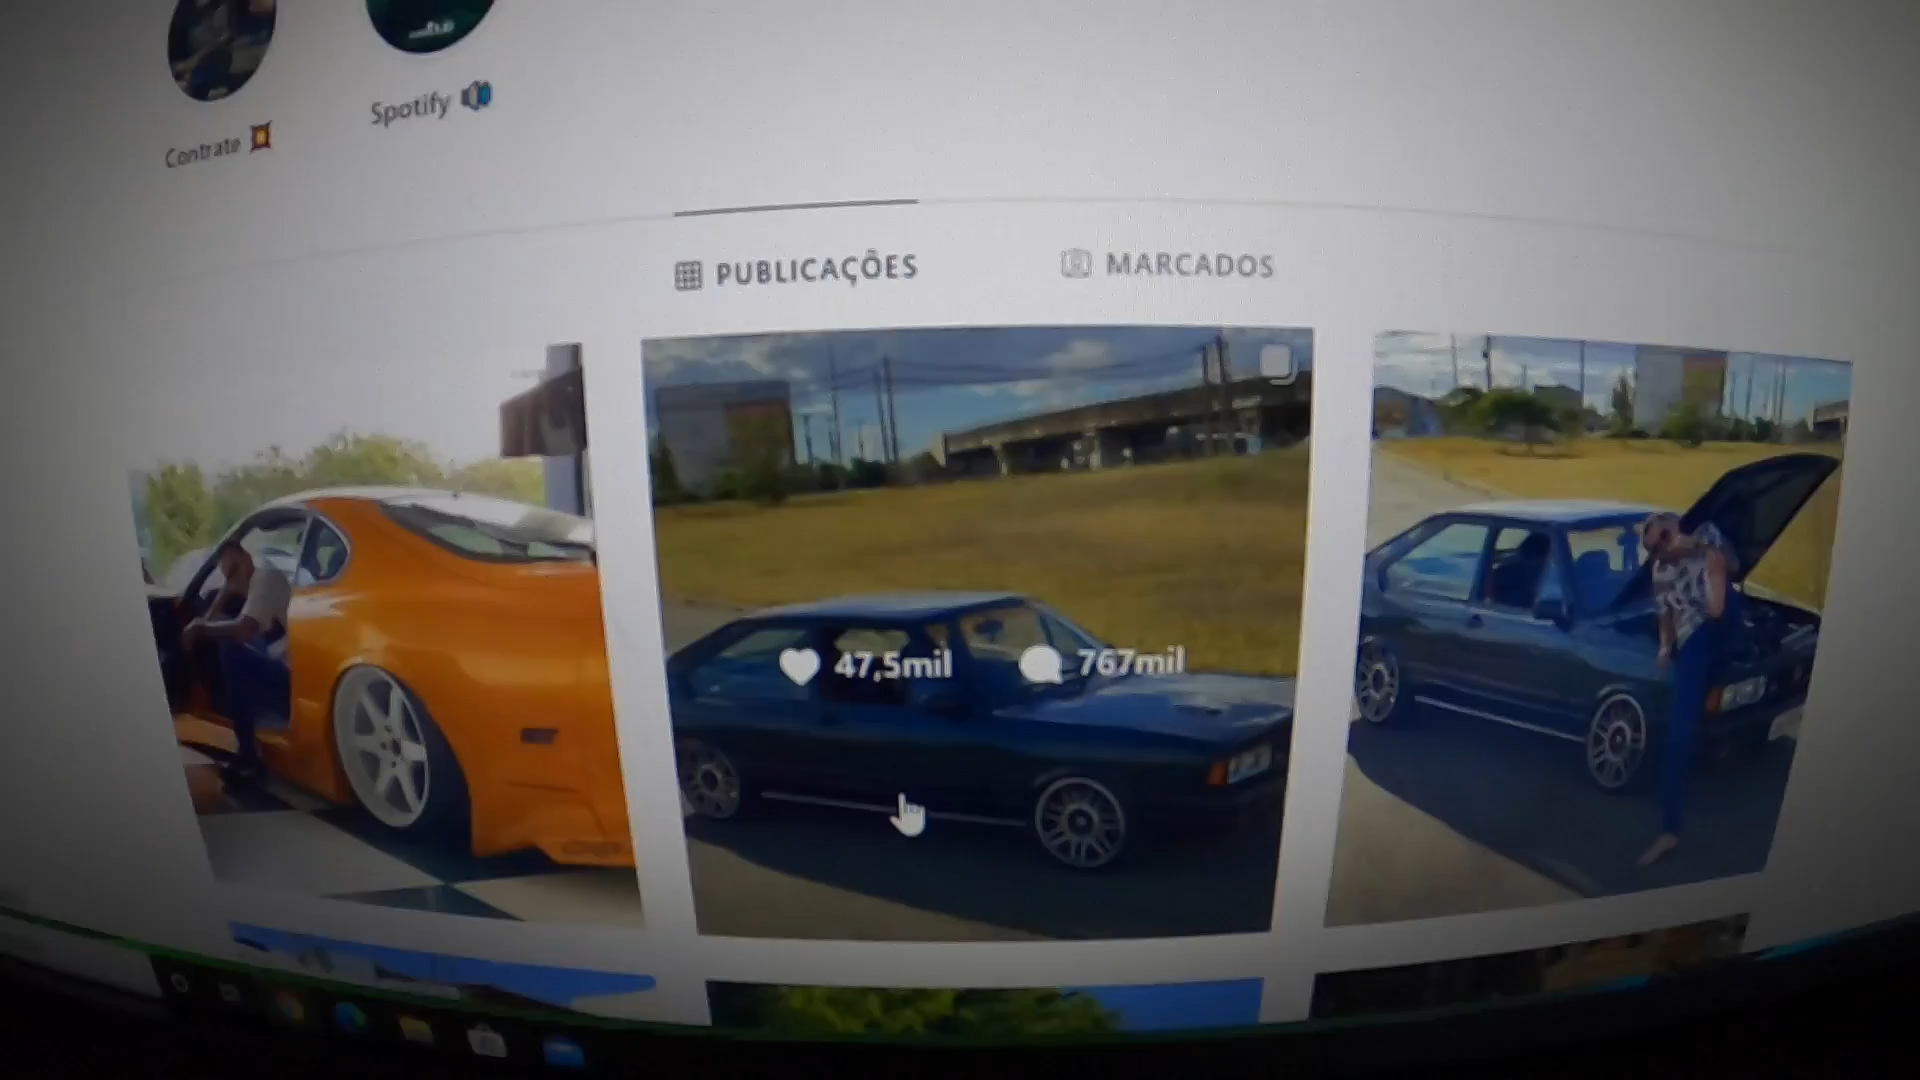 Contrate 💥
Spotify 🔊
PUBLICAÇÕES
MARCADOS
47,5mil
767mil